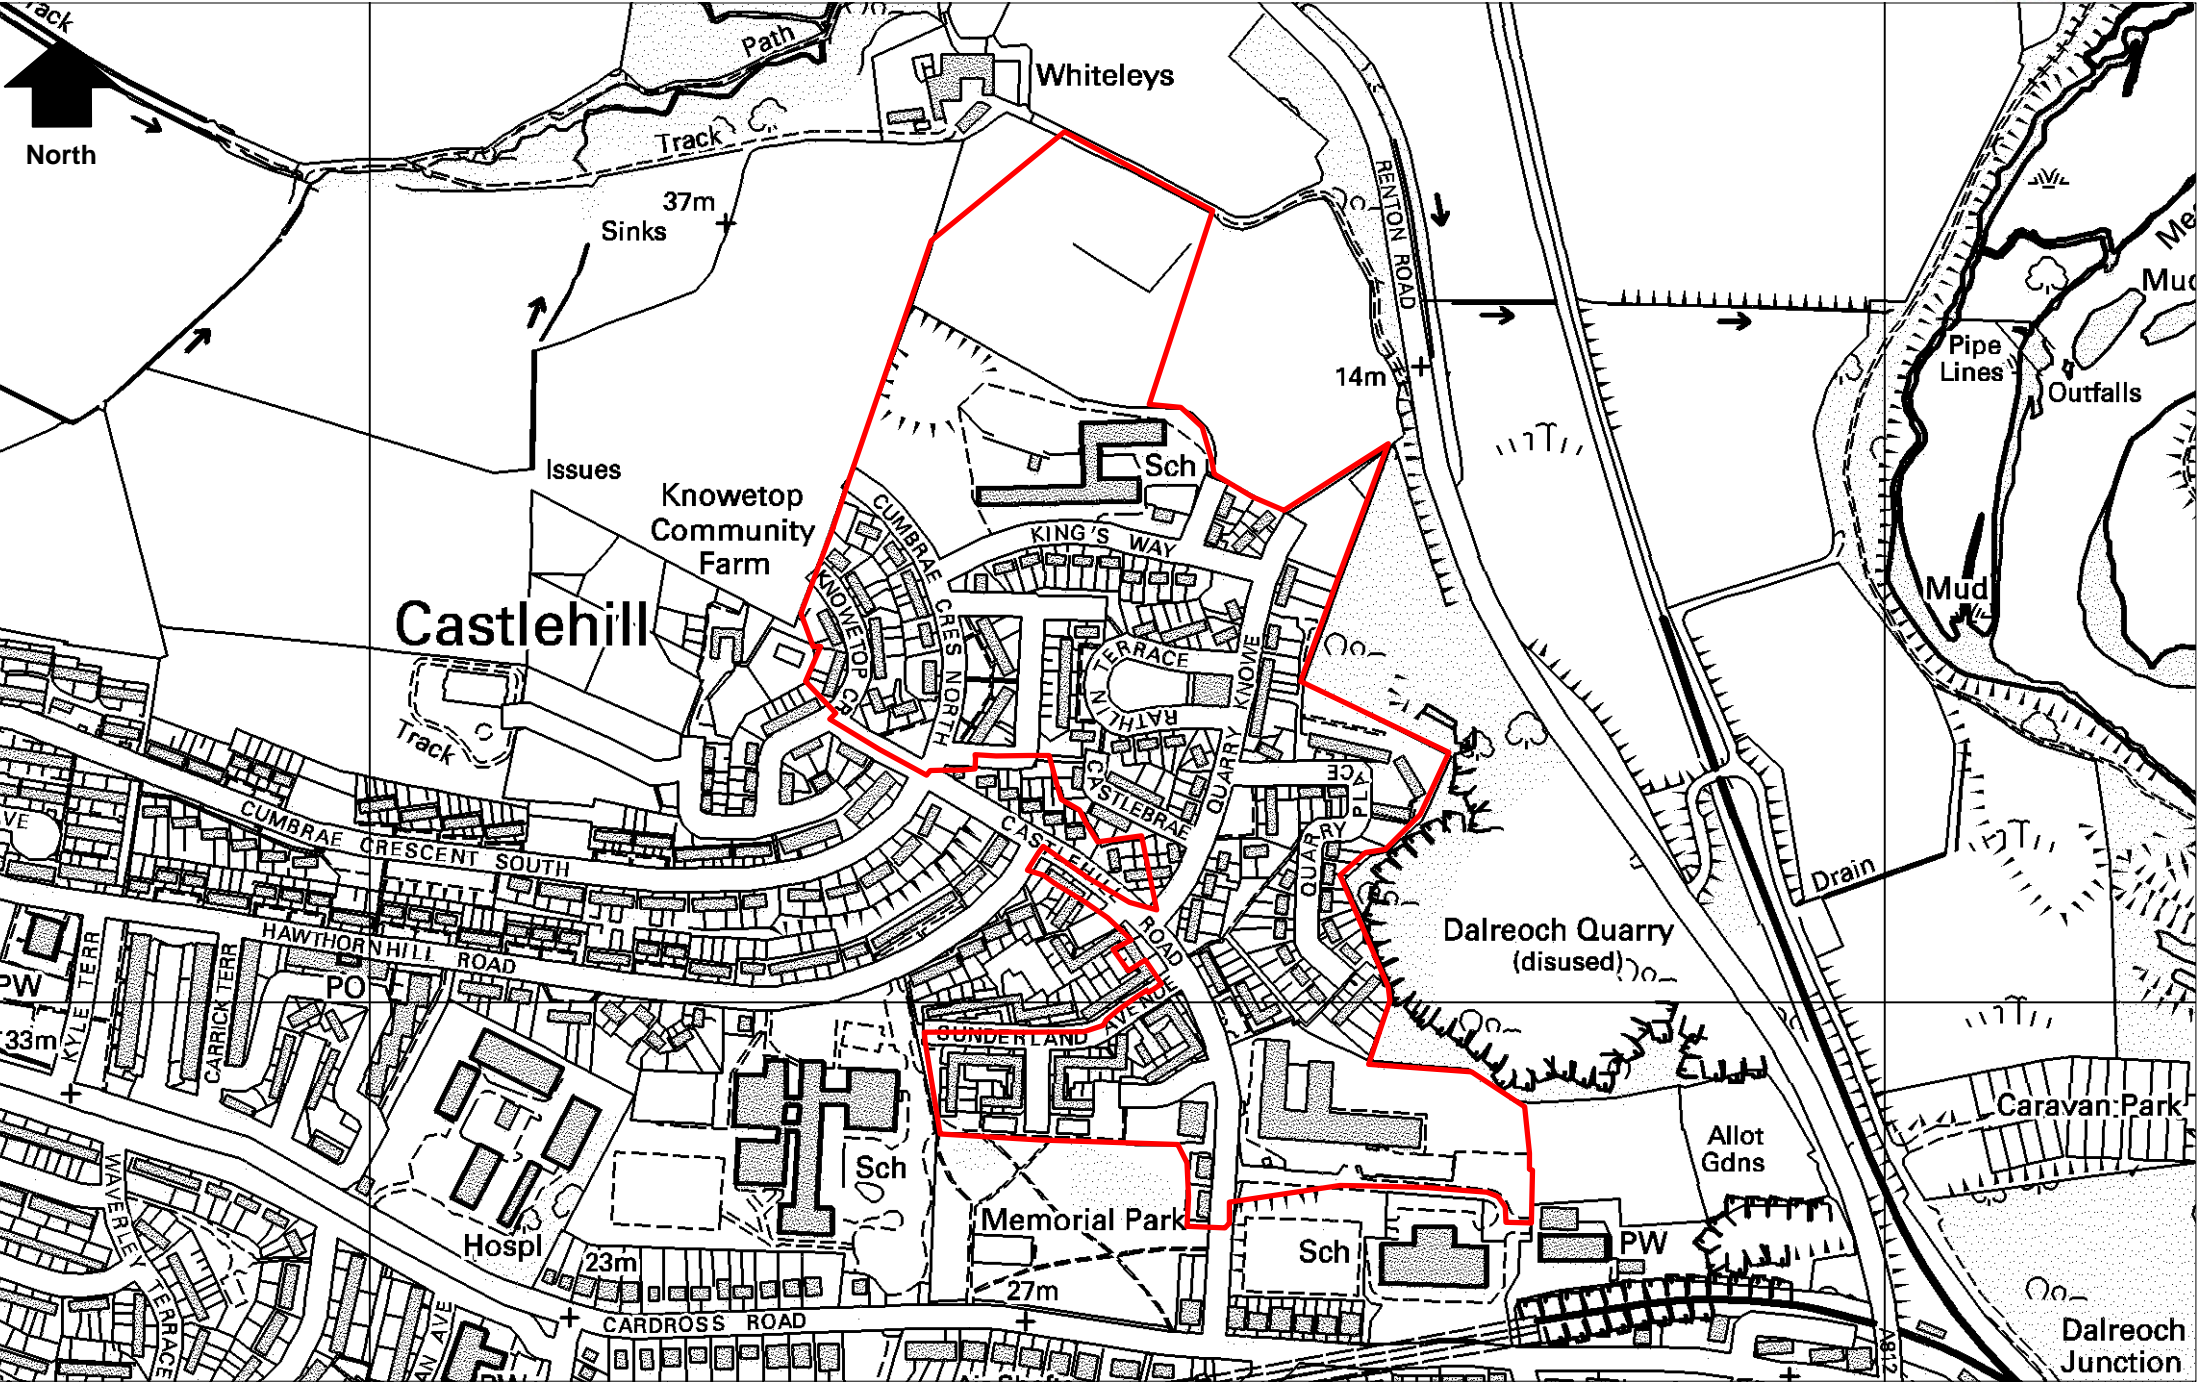 Track
Path
Whiteleys
North
Track
37m
Sinks
RENTON ROAD
Mud
Pipe
Lines
Outfalls
14m
Issues
Sch
Knowetop
Community
Farm
CUMBRAE CRES NORTH
KING'S WAY
KNOWETOP CR
Castlehill
Mud
TERRACE
RATHLIN
QUARRY KNOWE
Track
CASTLEBRAE
PLACE
QUARRY
CUMBRAE CRESCENT SOUTH
AVE
CASTLEHILL ROAD
Drain
Dalreoch Quarry
(disused)
HAWTHORNHILL ROAD
PW
KYLE TERR
CARRICK TERR
PO
33m
SUNDERLAND AVENUE
Caravan Park
Allot
Gdns
Sch
WAVERLEY TERRACE
Memorial Park
Hospl
23m
Sch
PW
27m
CARDROSS ROAD
A812
Dalreoch
Junction
PW